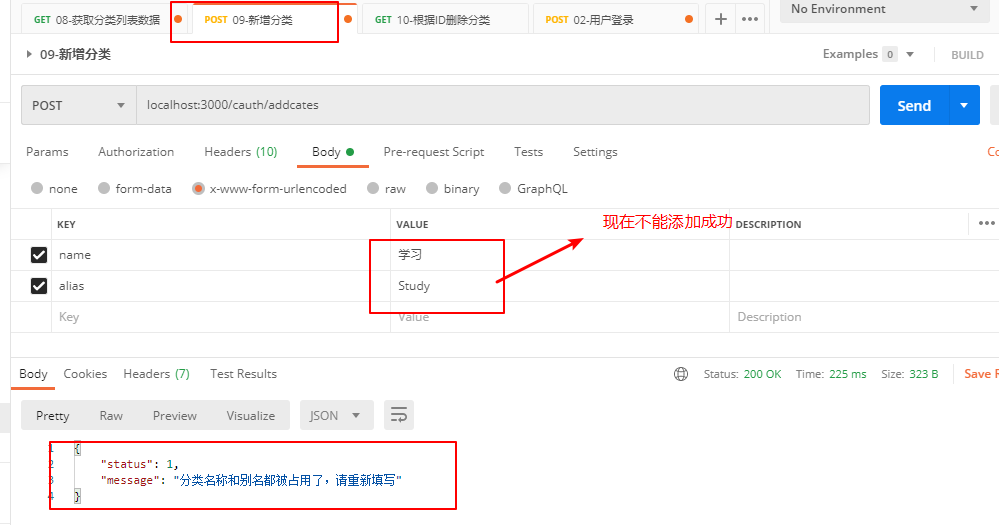 GET 08-获取分类列表数据
POST 09-新增分类
GET 10-根据ID删除分类
POST 02-用户登录
No Environment
09-新增分类
Examples 0
BUILD
POST
localhost:3000/cauth/addcates
Send
Params
Authorization
Headers (10)
Body
Pre-request Script
Tests
Settings
Co
none
form-data
x-www-form-urlencoded
raw
binary
GraphQL
现在不能添加成功
KEY
VALUE
DESCRIPTION
name
学习
alias
Study
Key
Value
Description
Body
Cookies
Headers (7)
Test Results
Status: 200 OK
Time: 225 ms
Size: 323 B
Save R
Pretty
Raw
Preview
Visualize
JSON
1 {
2 "status": 1,
3 "message": "分类名称和别名都被占用了，请重新填写"
4 }